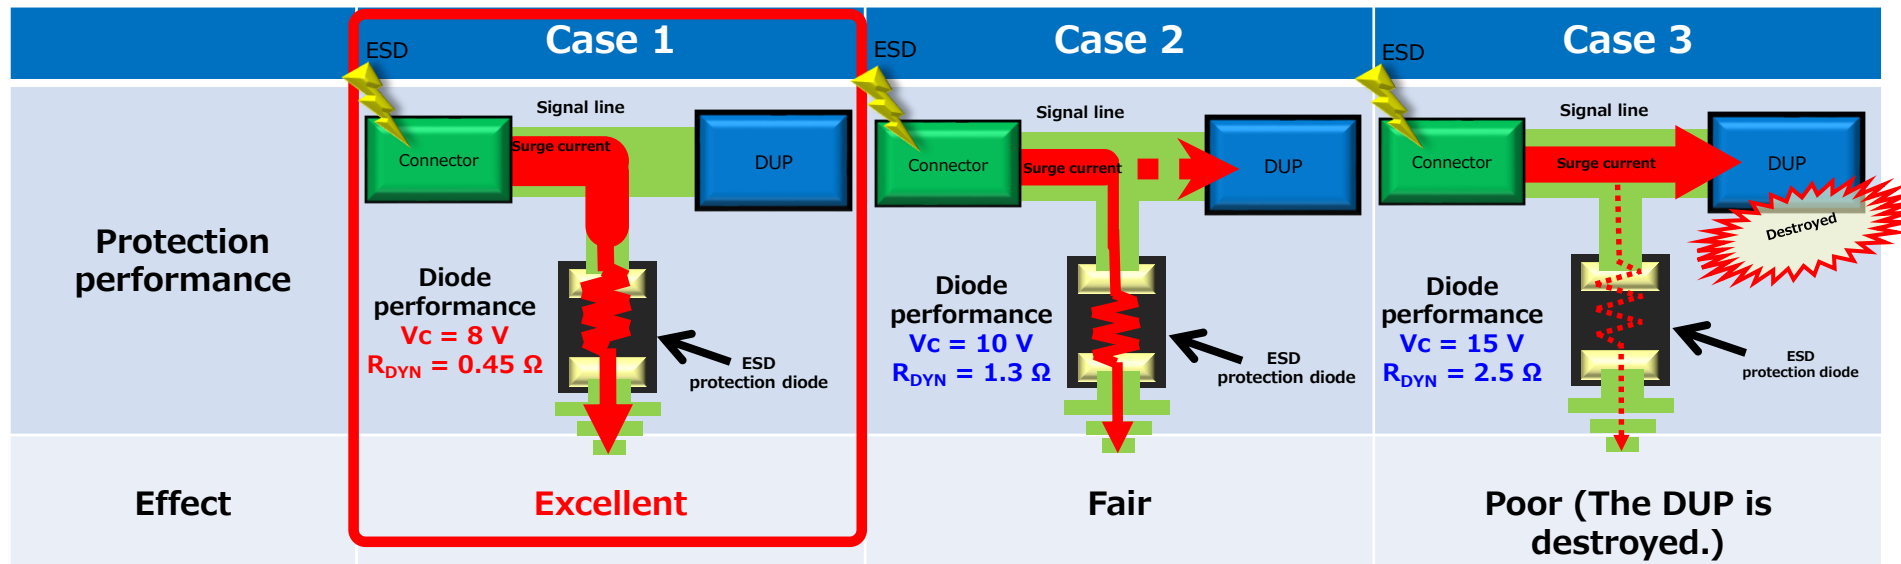 Case 1
Case 2
Case 3
ESD
ESD
ESD
Protection
performance
Signal line
Connector
Surge current
DUP
Diode
performance
Vc = 8 V
RDYN = 0.45 Ω
ESD
protection diode
Signal line
Connector
Surge current
DUP
Diode
performance
Vc = 10 V
RDYN = 1.3 Ω
ESD
protection diode
Signal line
Connector
Surge current
DUP
Destroyed
Diode
performance
Vc = 15 V
RDYN = 2.5 Ω
ESD
protection diode
Effect
Excellent
Fair
Poor (The DUP is
destroyed.)